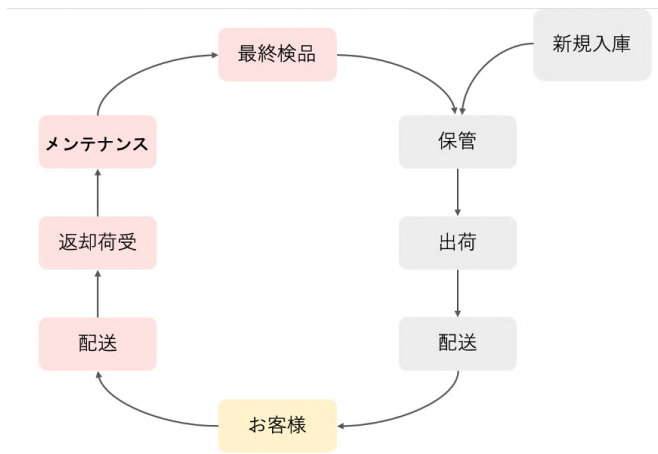 最終検品
新規入庫
メンテナンス
保管
返却荷受
出荷
配送
配送
お客様